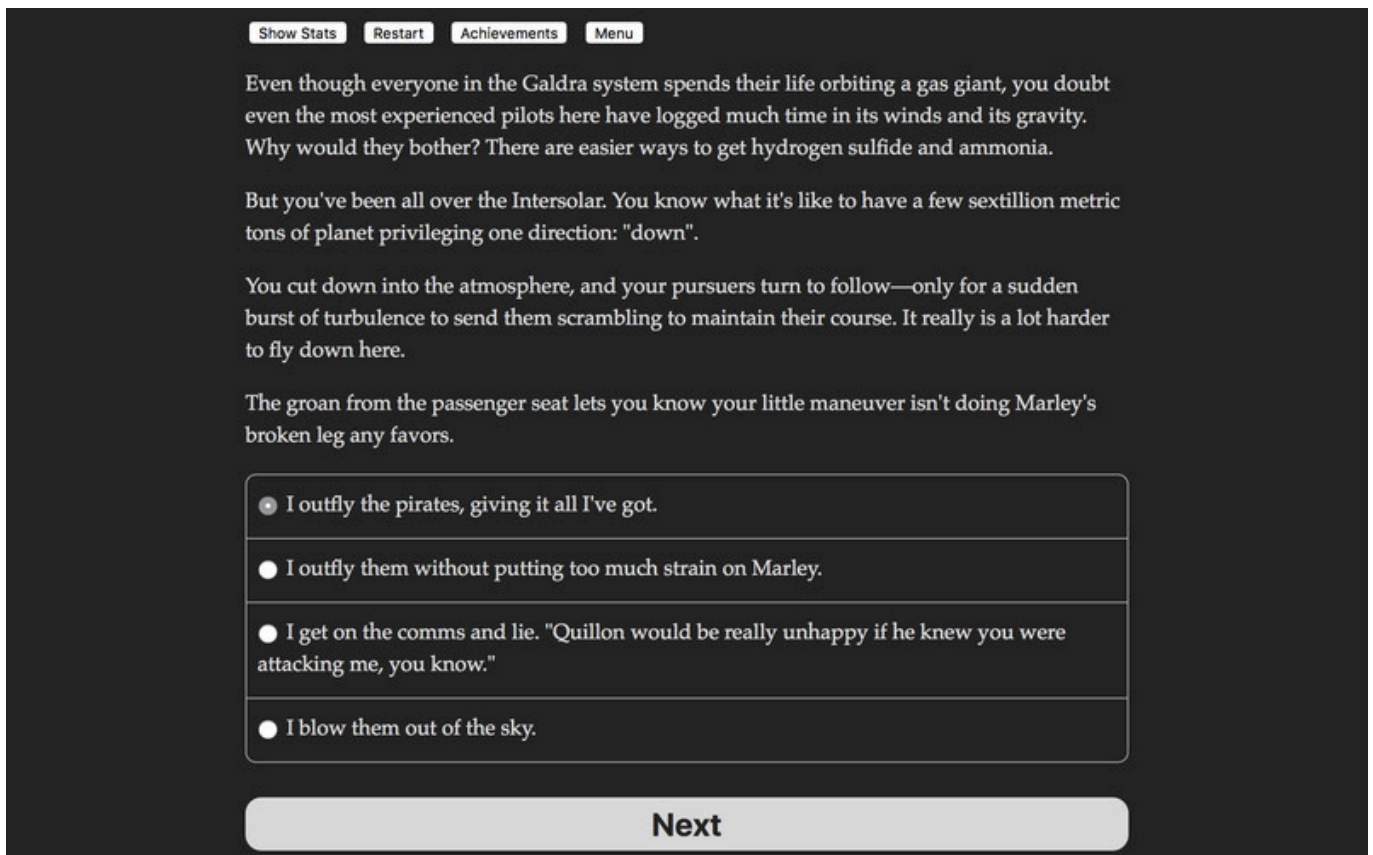 Show Stats Restart Achievements Menu
Even though everyone in the Galdra system spends their life orbiting a gas giant, you doubt
even the most experienced pilots here have logged much time in its winds and its gravity.
Why would they bother? There are easier ways to get hydrogen sulfide and ammonia.
But you've been all over the Intersolar. You know what it's like to have a few sextillion metric
tons of planet privileging one direction: "down".
You cut down into the atmosphere, and your pursuers turn to follow—only for a sudden
burst of turbulence to send them scrambling to maintain their course. It really is a lot harder
to fly down here.
The groan from the passenger seat lets you know your little maneuver isn't doing Marley's
broken leg any favors.
I outfly the pirates, giving it all I've got.
I outfly them without putting too much strain on Marley.
I get on the comms and lie. "Quillon would be really unhappy if he knew you were
attacking me, you know."
I blow them out of the sky.
Next